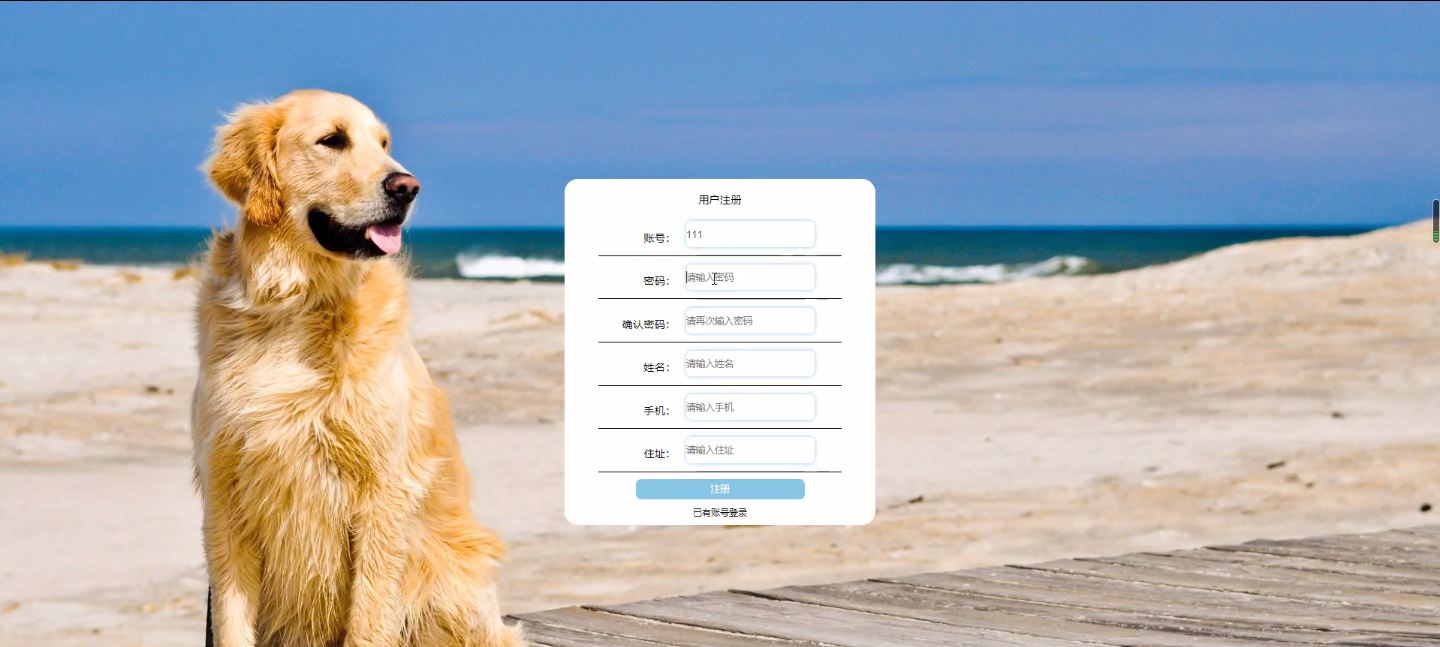 用户注册
账号： 111
密码： 请输入密码
确认密码： 请再次输入密码
姓名： 请输入姓名
手机： 请输入手机
住址： 请输入住址
注册
已有账号登录